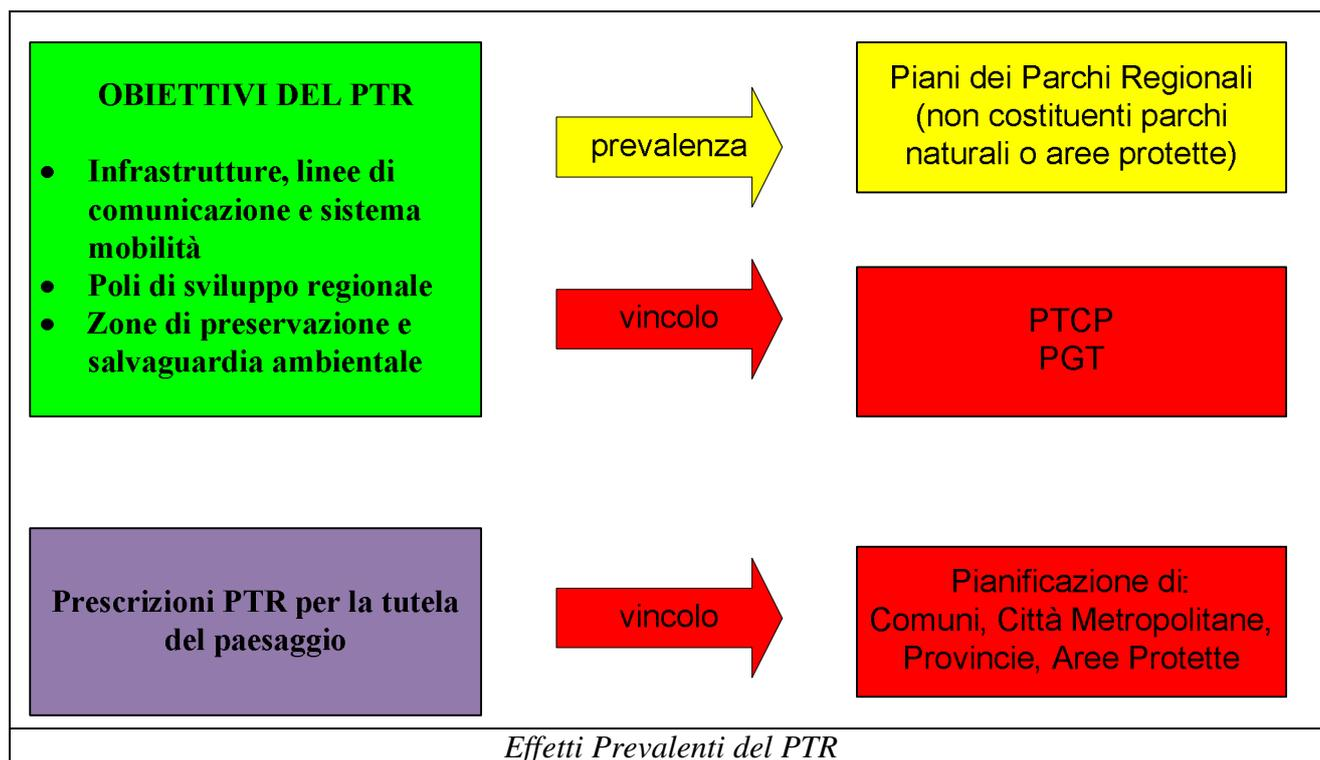 OBIETTIVI DEL PTR
• Infrastrutture, linee di
comunicazione e sistema
mobilità
• Poli di sviluppo regionale
• Zone di preservazione e
salvaguardia ambientale
prevalenza
Piani dei Parchi Regionali
(non costituenti parchi
naturali o aree protette)
vincolo
PTCP
PGT
Prescrizioni PTR per la tutela
del paesaggio
vincolo
Pianificazione di:
Comuni, Città Metropolitane,
Provincie, Aree Protette
Effetti Prevalenti del PTR